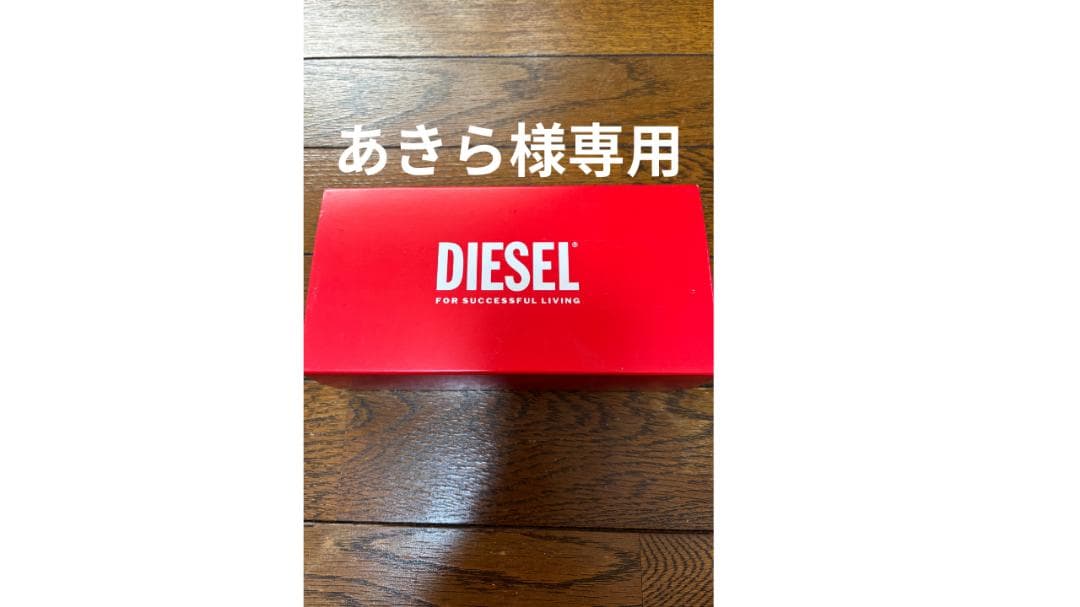 あきら様専用
DIESEL®
FOR SUCCESSFUL LIVING